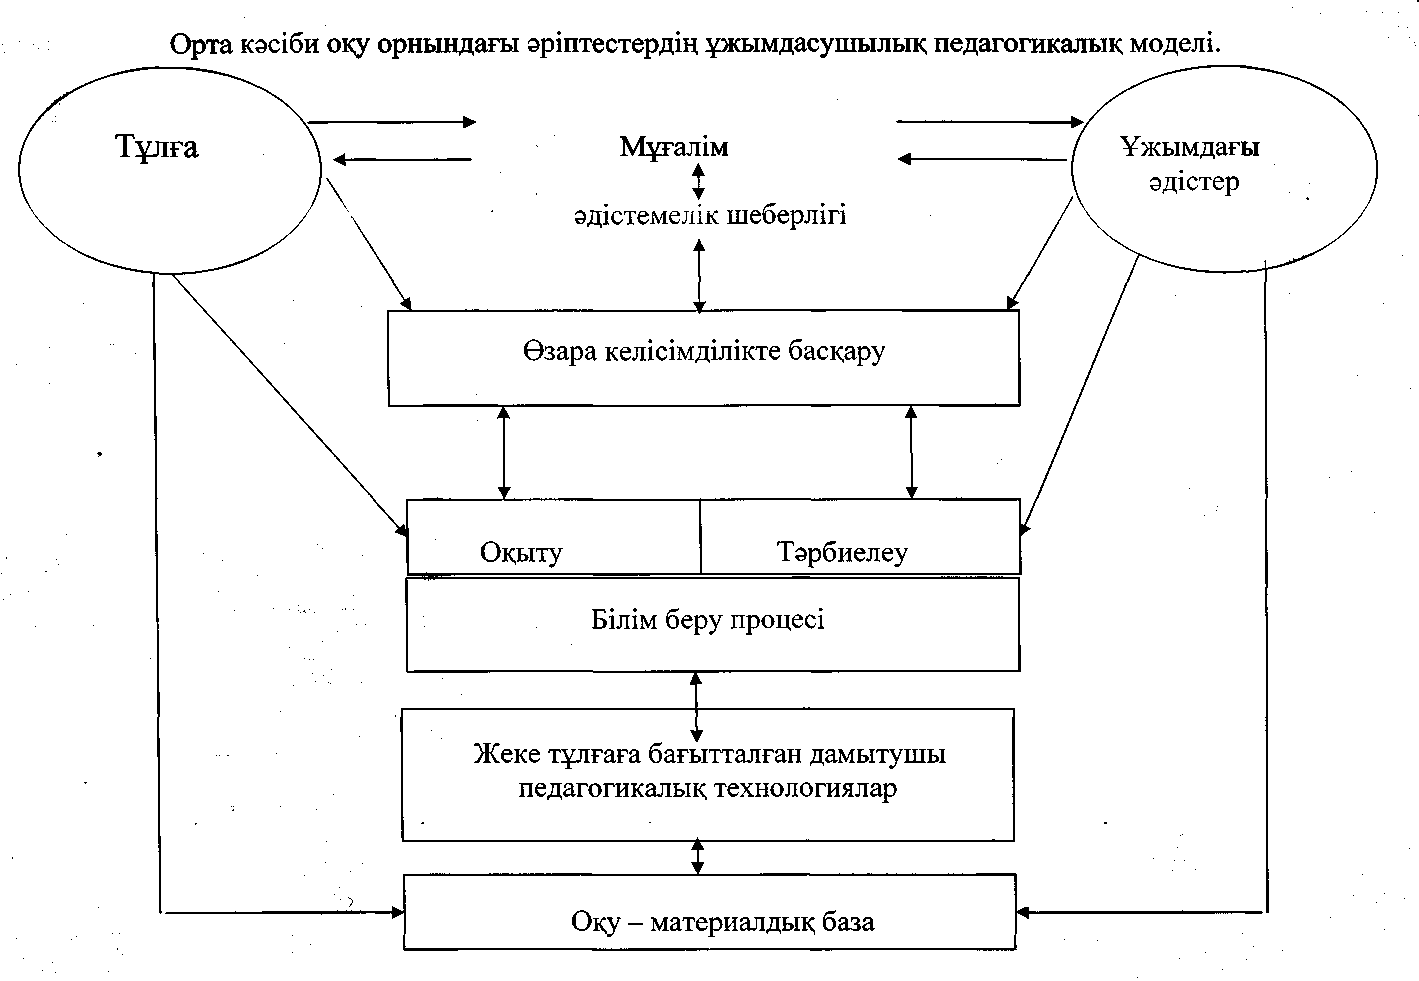 Орта кәсіби оқу орнындағы әріптестердің ұжымдасушылық педагогикалық моделі.
Тұлға
Мұғалім
Ұжымдағы
әдістер
әдістемелік шеберлігі
Өзара келісімділікте басқару
Оқыту
Тәрбиелеу
Білім беру процесі
Жеке тұлғаға бағытталған дамытушы
педагогикалық технологиялар
Оқу – материалдық база